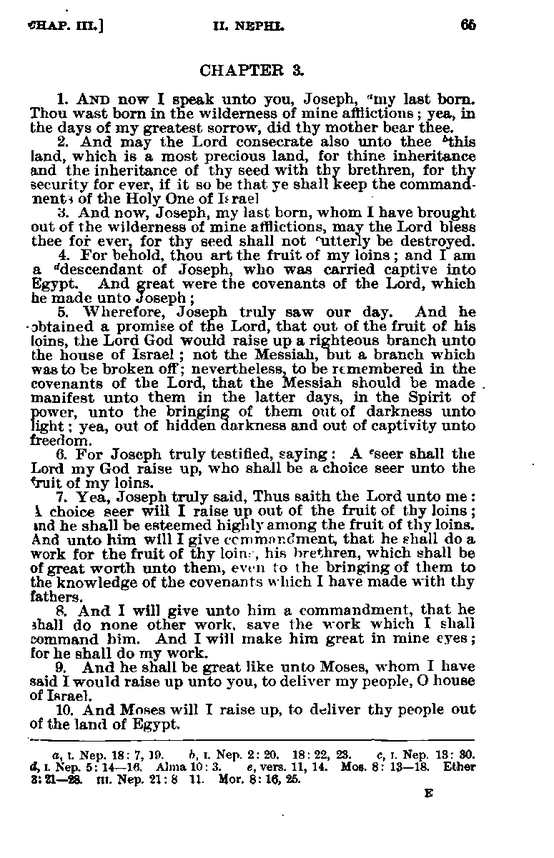 CHAP. III.] II. NEPHI. 65
CHAPTER 3.
1. AND now I speak unto you, Joseph, ᵃmy last born.
Thou wast born in the wilderness of mine afflictions; yea, in
the days of my greatest sorrow, did thy mother bear thee.
2. And may the Lord consecrate also unto thee ᵇthis
land, which is a most precious land, for thine inheritance
and the inheritance of thy seed with thy brethren, for thy
security for ever, if it so be that ye shall keep the command-
ments of the Holy One of Israel
3. And now, Joseph, my last born, whom I have brought
out of the wilderness of mine afflictions, may the Lord bless
thee for ever, for thy seed shall not ᶜutterly be destroyed.
4. For behold, thou art the fruit of my loins; and I am
a ᵈdescendant of Joseph, who was carried captive into
Egypt. And great were the covenants of the Lord, which
he made unto Joseph;
5. Wherefore, Joseph truly saw our day. And he
obtained a promise of the Lord, that out of the fruit of his
loins, the Lord God would raise up a righteous branch unto
the house of Israel; not the Messiah, but a branch which
was to be broken off; nevertheless, to be remembered in the
covenants of the Lord, that the Messiah should be made
manifest unto them in the latter days, in the Spirit of
power, unto the bringing of them out of darkness unto
light; yea, out of hidden darkness and out of captivity unto
freedom.
6. For Joseph truly testified, saying: A ᵉseer shall the
Lord my God raise up, who shall be a choice seer unto the
fruit of my loins.
7. Yea, Joseph truly said, Thus saith the Lord unto me:
A choice seer will I raise up out of the fruit of thy loins;
and he shall be esteemed highly among the fruit of thy loins.
And unto him will I give commandment, that he shall do a
work for the fruit of thy loins, his brethren, which shall be
of great worth unto them, even to the bringing of them to
the knowledge of the covenants which I have made with thy
fathers.
8. And I will give unto him a commandment, that he
shall do none other work, save the work which I shall
command him. And I will make him great in mine eyes;
for he shall do my work.
9. And he shall be great like unto Moses, whom I have
said I would raise up unto you, to deliver my people, O house
of Israel.
10. And Moses will I raise up, to deliver thy people out
of the land of Egypt.
a, I. Nep. 18: 7, 19. b, I. Nep. 2: 20. 18: 22, 23. c, I. Nep. 13: 30.
d, I. Nep. 5: 14—16. Alma 10: 3. e, vers. 11, 14. Mos. 8: 13—18. Ether
3: 21—28. III. Nep. 21: 8 11. Mor. 8: 16, 25.
E